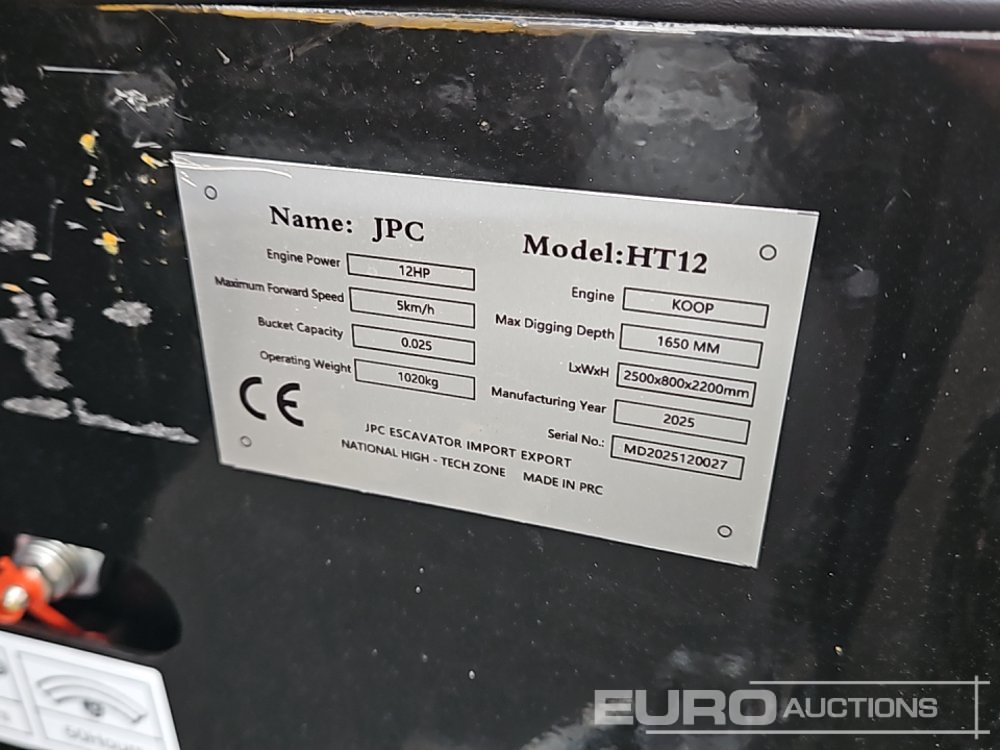 Name: JPC
Engine Power 12HP
Maximum Forward Speed 5km/h
Bucket Capacity 0.025
Operating Weight 1020kg
CE
Model:HT12
Engine KOOP
Max Digging Depth 1650 MM
LxWxH 2500x800x2200mm
Manufacturing Year 2025
Serial No.: MD2025120027
JPC ESCAVATOR IMPORT EXPORT
NATIONAL HIGH - TECH ZONE MADE IN PRC
EURO AUCTIONS